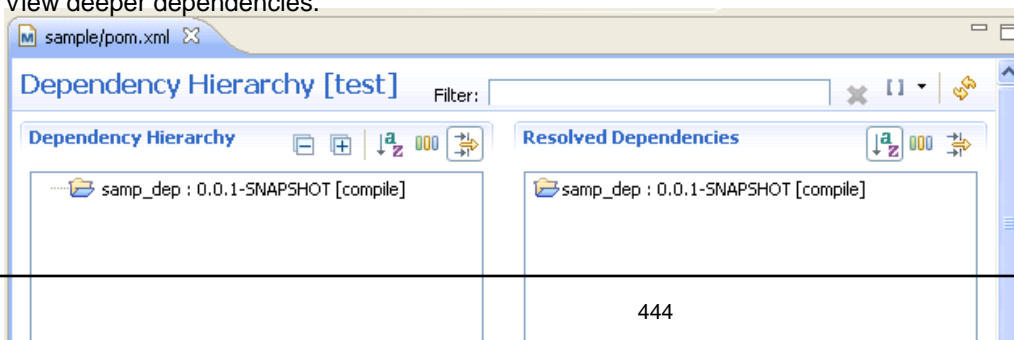 View deeper dependencies.
sample/pom.xml
Dependency Hierarchy [test] Filter:
Dependency Hierarchy
Resolved Dependencies
samp_dep : 0.0.1-SNAPSHOT [compile]
samp_dep : 0.0.1-SNAPSHOT [compile]
444